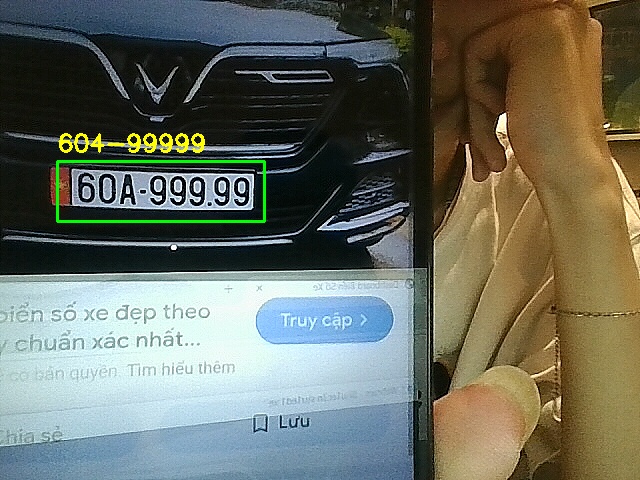 604-99999
60A-999.99
biển số xe đẹp theo
y chuẩn xác nhất...
có bản quyền. Tìm hiểu thêm
Truy cập >
Chia sẻ
Lưu